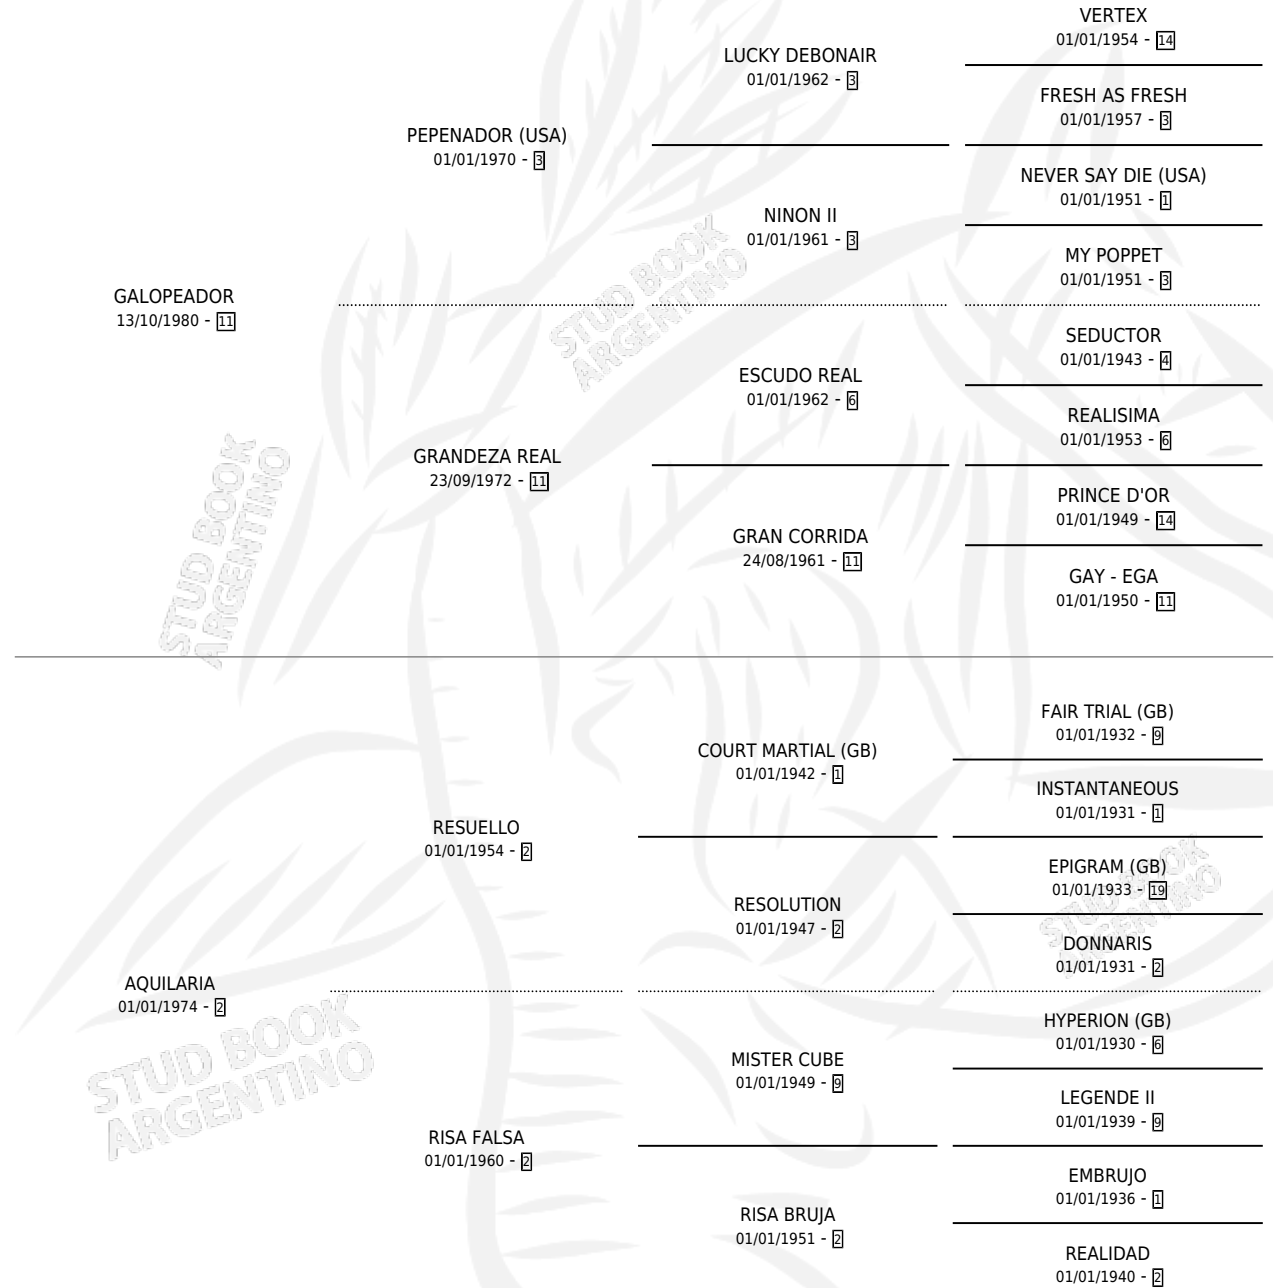 VERTEX
01/01/1954 - 14
LUCKY DEBONAIR
01/01/1962 - 3
FRESH AS FRESH
01/01/1957 - 3
PEPENADOR (USA)
01/01/1970 - 3
NEVER SAY DIE (USA)
01/01/1951 - 1
NINON II
01/01/1961 - 3
MY POPPET
01/01/1951 - 3
GALOPEADOR
13/10/1980 - 11
SEDUCTOR
01/01/1943 - 4
ESCUDO REAL
01/01/1962 - 6
REALISIMA
01/01/1953 - 6
GRANDEZA REAL
23/09/1972 - 11
PRINCE D'OR
01/01/1949 - 14
GRAN CORRIDA
24/08/1961 - 11
GAY - EGA
01/01/1950 - 11
FAIR TRIAL (GB)
01/01/1932 - 9
COURT MARTIAL (GB)
01/01/1942 - 1
INSTANTANEOUS
01/01/1931 - 1
RESUELLO
01/01/1954 - 2
EPIGRAM (GB)
01/01/1933 - 19
RESOLUTION
01/01/1947 - 2
DONNARIS
01/01/1931 - 2
AQUILARIA
01/01/1974 - 2
HYPERION (GB)
01/01/1930 - 6
MISTER CUBE
01/01/1949 - 9
LEGENDE II
01/01/1939 - 9
RISA FALSA
01/01/1960 - 2
EMBRUJO
01/01/1936 - 1
RISA BRUJA
01/01/1951 - 2
REALIDAD
01/01/1940 - 2
STUD BOOK
ARGENTINO
STUD BOOK
ARGENTINO
STUD BOOK
ARGENTINO
STUD BOOK
ARGENTINO